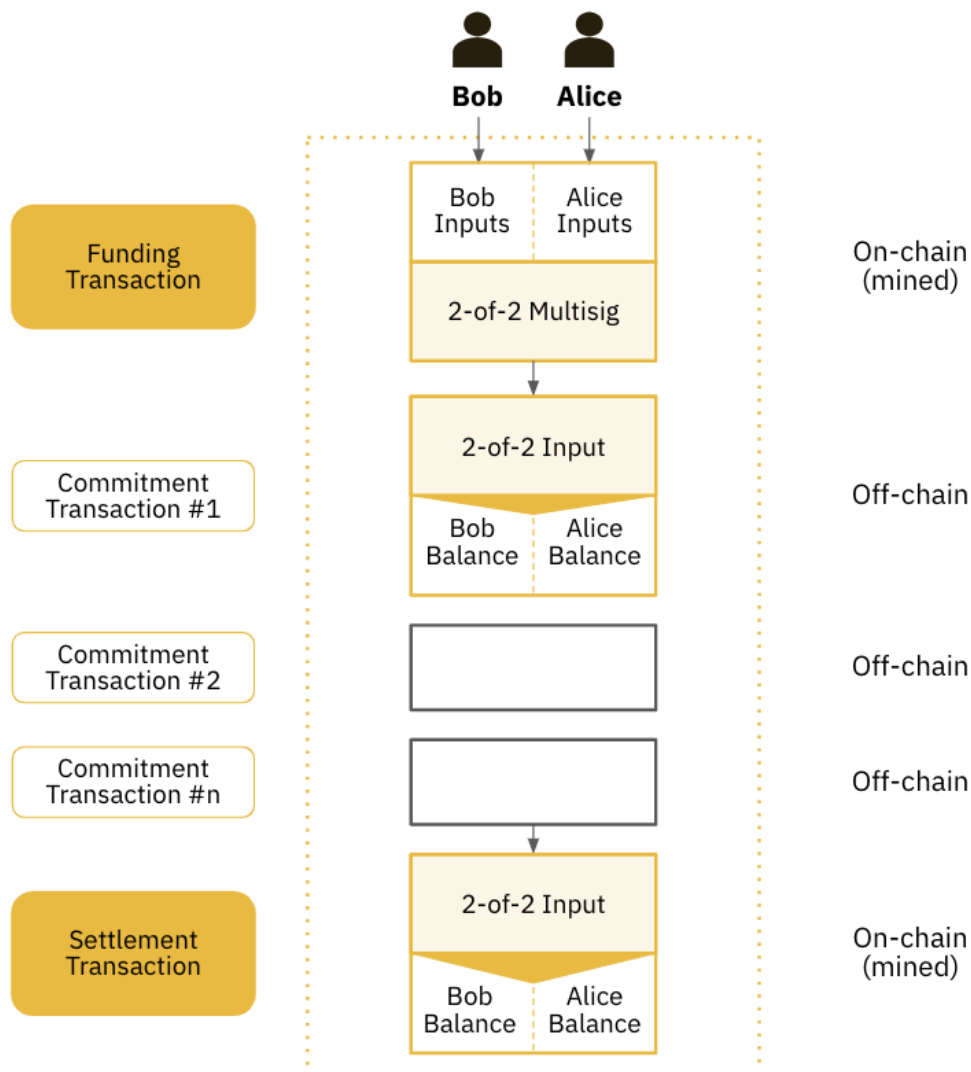 Bob
Alice
Bob
Inputs
Alice
Inputs
Funding
Transaction
On-chain
(mined)
2-of-2 Multisig
2-of-2 Input
Commitment
Transaction #1
Off-chain
Bob
Balance
Alice
Balance
Commitment
Transaction #2
Off-chain
Commitment
Transaction #n
Off-chain
2-of-2 Input
Settlement
Transaction
On-chain
(mined)
Bob
Balance
Alice
Balance